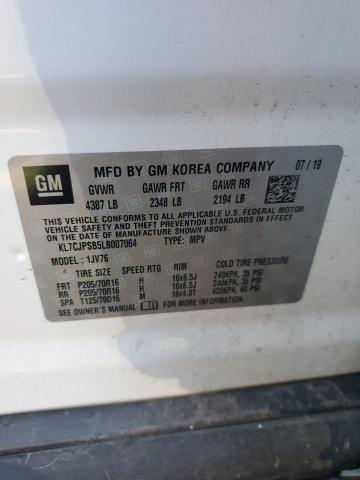 GM
MFD BY GM KOREA COMPANY 07/19
GVWR GAWR FRT GAWR RR
4387 LB 2348 LB 2194 LB
THIS VEHICLE CONFORMS TO ALL APPLICABLE U.S. FEDERAL MOTOR
VEHICLE SAFETY, BUMPER, AND THEFT PREVENTION STANDARDS IN
EFFECT ON THE DATE OF MANUFACTURE SHOWN ABOVE.
KL7CJPSB5LB007064 TYPE: MPV
MODEL : 1JV76
TIRE SIZE SPEED RTG RIM COLD TIRE PRESSURE
FRT P205/70R16 H 16x6.5J 240KPA, 35 PSI
RR P205/70R16 H 16x6.5J 240KPA, 35 PSI
SPA T125/70D16 M 16x4.0T 420KPA, 60 PSI
SEE OWNER'S MANUAL FOR MORE INFORMATION